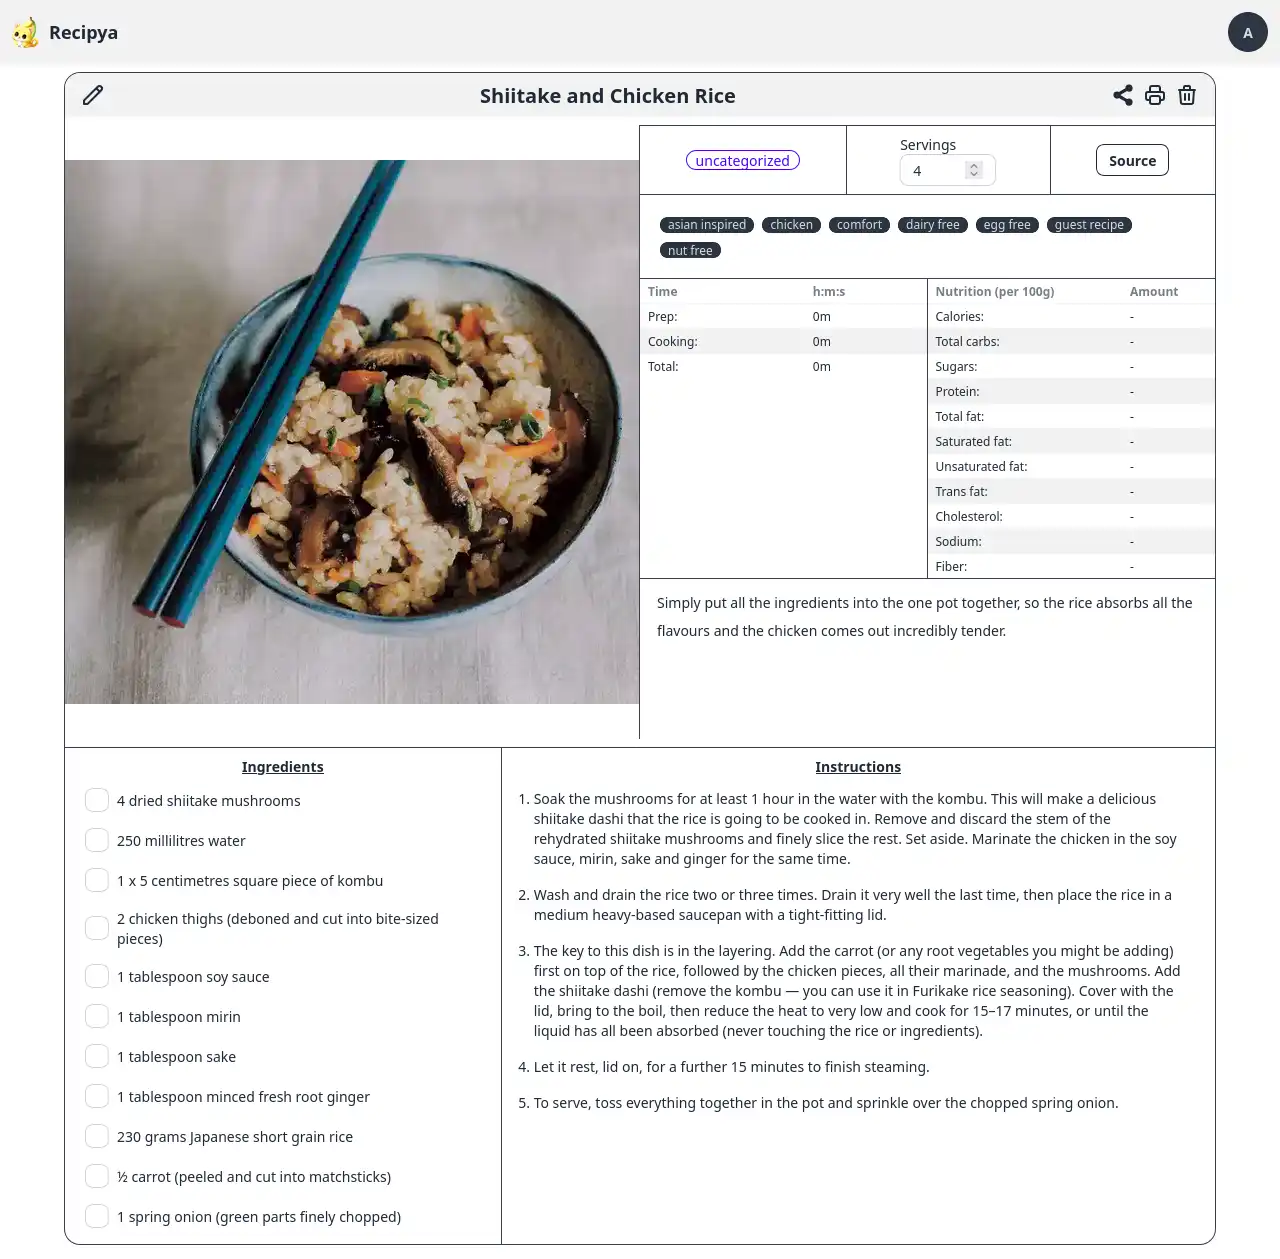 Recipya
A
Shiitake and Chicken Rice
uncategorized
Servings
4
Source
asian inspired
chicken
comfort
dairy free
egg free
guest recipe
nut free
Time h:m:s
Prep: 0m
Cooking: 0m
Total: 0m
Nutrition (per 100g) Amount
Calories: -
Total carbs: -
Sugars: -
Protein: -
Total fat: -
Saturated fat: -
Unsaturated fat: -
Trans fat: -
Cholesterol: -
Sodium: -
Fiber: -
Simply put all the ingredients into the one pot together, so the rice absorbs all the
flavours and the chicken comes out incredibly tender.
Ingredients
4 dried shiitake mushrooms
250 millilitres water
1 x 5 centimetres square piece of kombu
2 chicken thighs (deboned and cut into bite-sized
pieces)
1 tablespoon soy sauce
1 tablespoon mirin
1 tablespoon sake
1 tablespoon minced fresh root ginger
230 grams Japanese short grain rice
½ carrot (peeled and cut into matchsticks)
1 spring onion (green parts finely chopped)
Instructions
1. Soak the mushrooms for at least 1 hour in the water with the kombu. This will make a delicious
shiitake dashi that the rice is going to be cooked in. Remove and discard the stem of the
rehydrated shiitake mushrooms and finely slice the rest. Set aside. Marinate the chicken in the soy
sauce, mirin, sake and ginger for the same time.
2. Wash and drain the rice two or three times. Drain it very well the last time, then place the rice in a
medium heavy-based saucepan with a tight-fitting lid.
3. The key to this dish is in the layering. Add the carrot (or any root vegetables you might be adding)
first on top of the rice, followed by the chicken pieces, all their marinade, and the mushrooms. Add
the shiitake dashi (remove the kombu — you can use it in Furikake rice seasoning). Cover with the
lid, bring to the boil, then reduce the heat to very low and cook for 15–17 minutes, or until the
liquid has all been absorbed (never touching the rice or ingredients).
4. Let it rest, lid on, for a further 15 minutes to finish steaming.
5. To serve, toss everything together in the pot and sprinkle over the chopped spring onion.